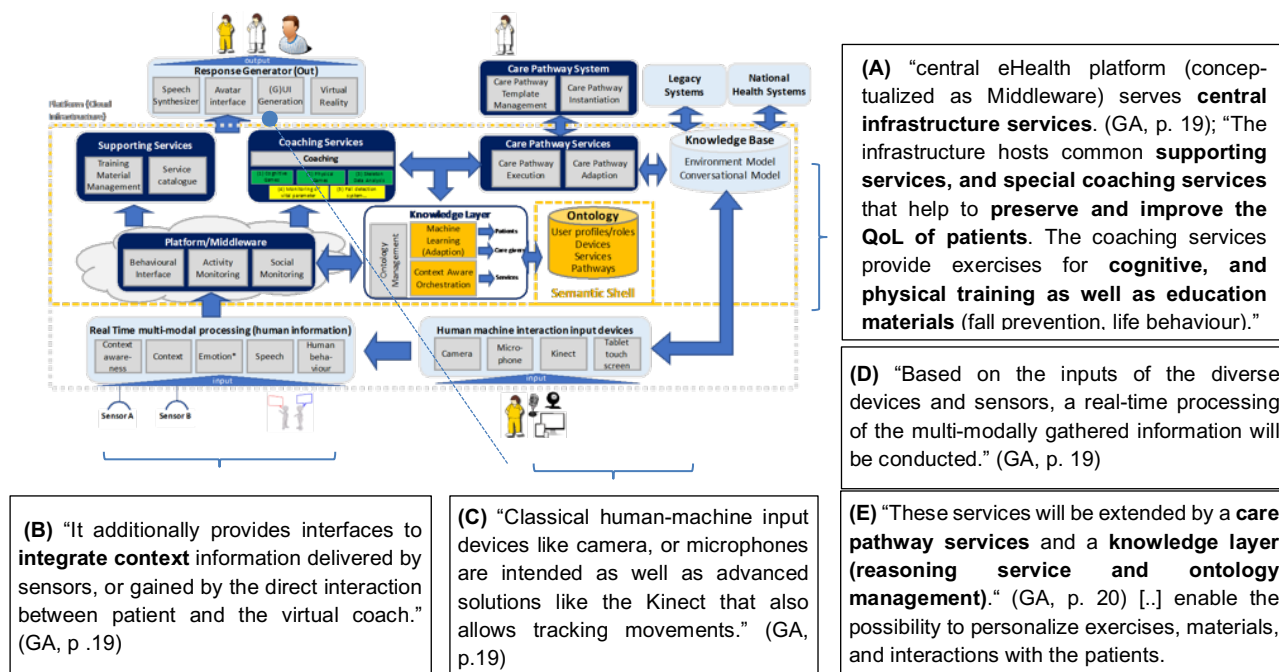 output
Response Generator (Out)
Speech Synthesizer
Avatar interface
(G)UI Generation
Virtual Reality
Care Pathway System
Care Pathway Template Management
Care Pathway Instantiation
Legacy Systems
National Health Systems
Platform (Cloud Infrastructure)
Supporting Services
Training Material Management
Service catalogue
Coaching Services
Coaching
Care Pathway Services
Care Pathway Execution
Care Pathway Adaption
Knowledge Base
Environment Model
Conversational Model
Platform/Middleware
Behavioural Interface
Activity Monitoring
Social Monitoring
Knowledge Layer
Ontology Management
Machine Learning (Adaption)
Context Aware Orchestration
Patients
Care givers
Services
Ontology
User profiles/roles
Devices
Services
Pathways
Semantic Shell
Real Time multi-modal processing (human information)
Context aware-ness
Context
Emotion*
Speech
Human beha-viour
input
Sensor A
Sensor B
Human machine interaction input devices
Camera
Micro-phone
Kinect
Tablet touch screen
input
(A) “central eHealth platform (concep-
tualized as Middleware) serves central
infrastructure services. (GA, p. 19); “The
infrastructure hosts common supporting
services, and special coaching services
that help to preserve and improve the
QoL of patients. The coaching services
provide exercises for cognitive, and
physical training as well as education
materials (fall prevention, life behaviour).”
(D) “Based on the inputs of the diverse
devices and sensors, a real-time processing
of the multi-modally gathered information will
be conducted.” (GA, p. 19)
(B) “It additionally provides interfaces to
integrate context information delivered by
sensors, or gained by the direct interaction
between patient and the virtual coach.”
(GA, p .19)
(C) “Classical human-machine input
devices like camera, or microphones
are intended as well as advanced
solutions like the Kinect that also
allows tracking movements.” (GA,
p.19)
(E) “These services will be extended by a care
pathway services and a knowledge layer
(reasoning service and ontology
management).“ (GA, p. 20) [..] enable the
possibility to personalize exercises, materials,
and interactions with the patients.